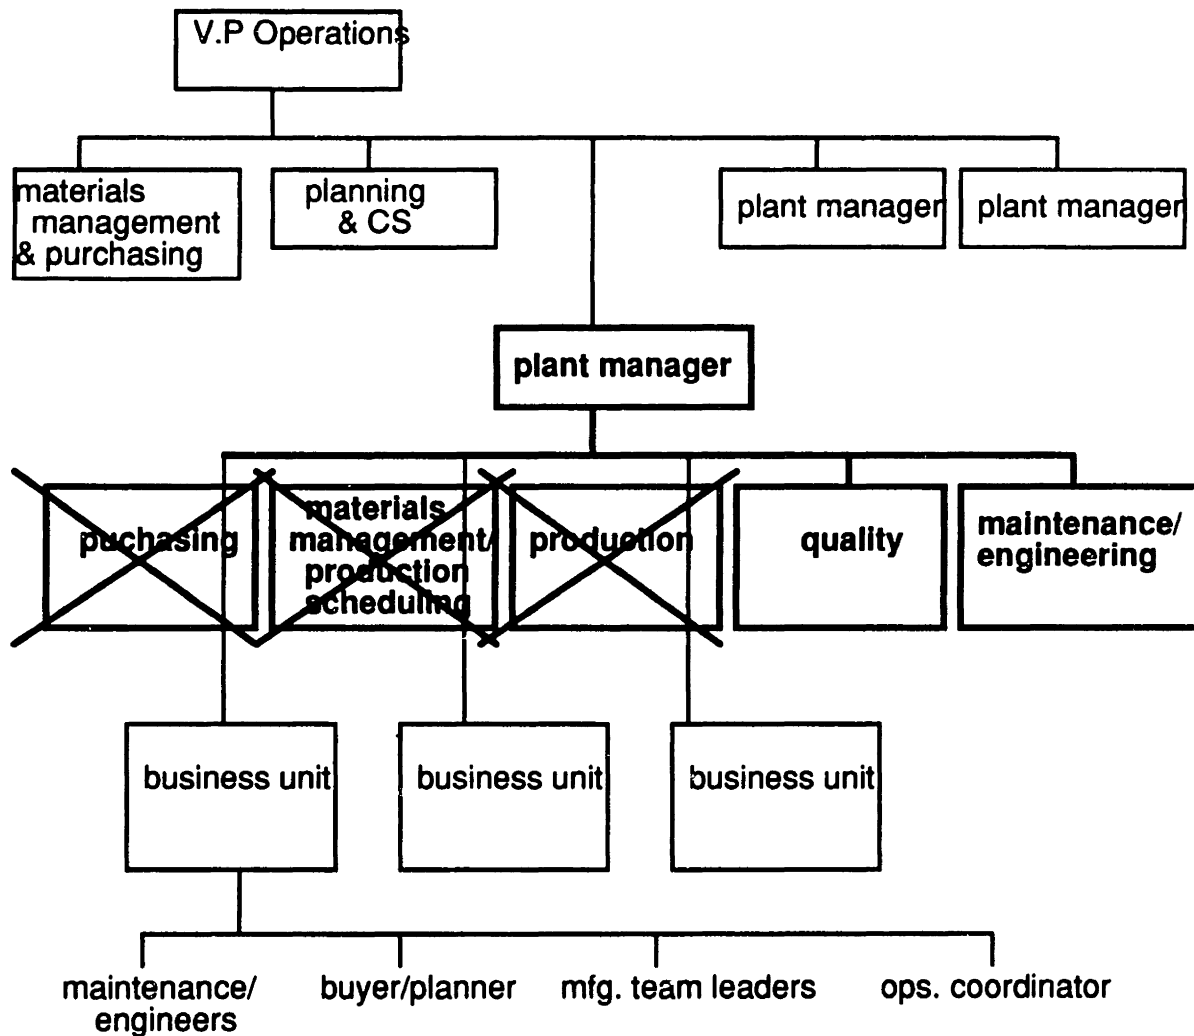 V.P Operations
materials
management
& purchasing
planning
& CS
plant manager
plant manager
plant manager
puchasing
materials
management/
production
scheduling
production
quality
maintenance/
engineering
business unit
business unit
business unit
maintenance/
engineers
buyer/planner
mfg. team leaders
ops. coordinator